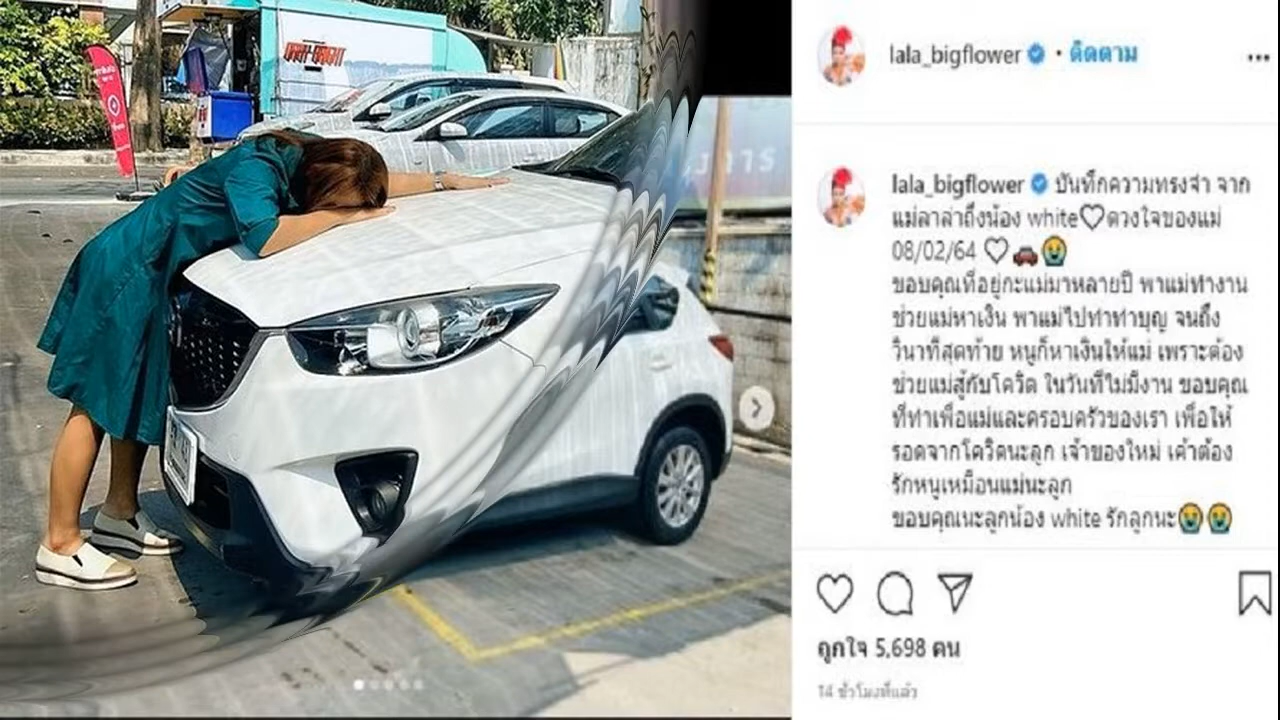 lala_bigflower • ติดตาม
lala_bigflower บันทึกความทรงจำ จาก
แม่ลาล่าถึงน้อง white♡ดวงใจของแม่
08/02/64 ♡🚗😭
ขอบคุณที่อยู่กะแม่มาหลายปี พาแม่ทำงาน
ช่วยแม่หาเงิน พาแม่ไปทำทำบุญ จนถึง
วินาทีสุดท้าย หนูก็หาเงินให้แม่ เพราะต้อง
ช่วยแม่สู้กับโควิด ในวันที่ไม่มีงาน ขอบคุณ
ที่ทำเพื่อแม่และครอบครัวของเรา เพื่อให้
รอดจากโควิดนะลูก เจ้าของใหม่ เค้าต้อง
รักหนูเหมือนแม่นะลูก
ขอบคุณนะลูกน้อง white รักลูกนะ😭😭
ถูกใจ 5,698 คน
14 ชั่วโมงที่แล้ว